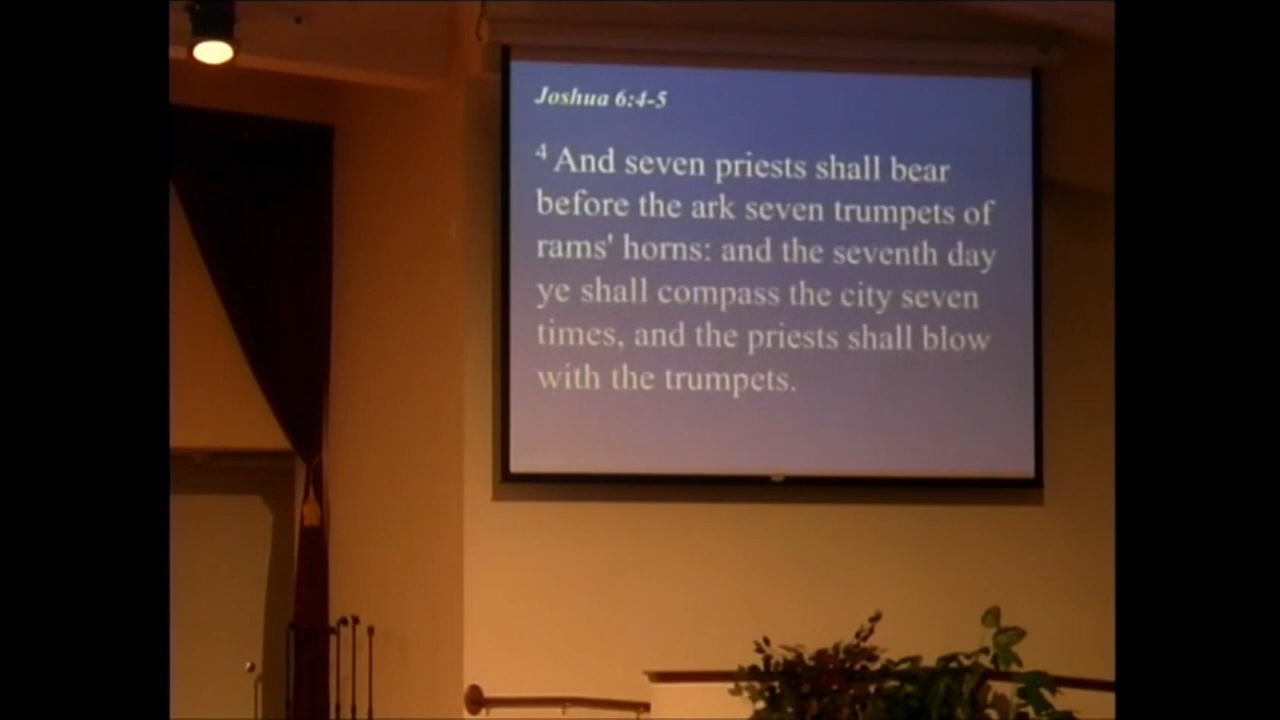 Joshua 6:4-5
4 And seven priests shall bear
before the ark seven trumpets of
rams' horns: and the seventh day
ye shall compass the city seven
times, and the priests shall blow
with the trumpets.